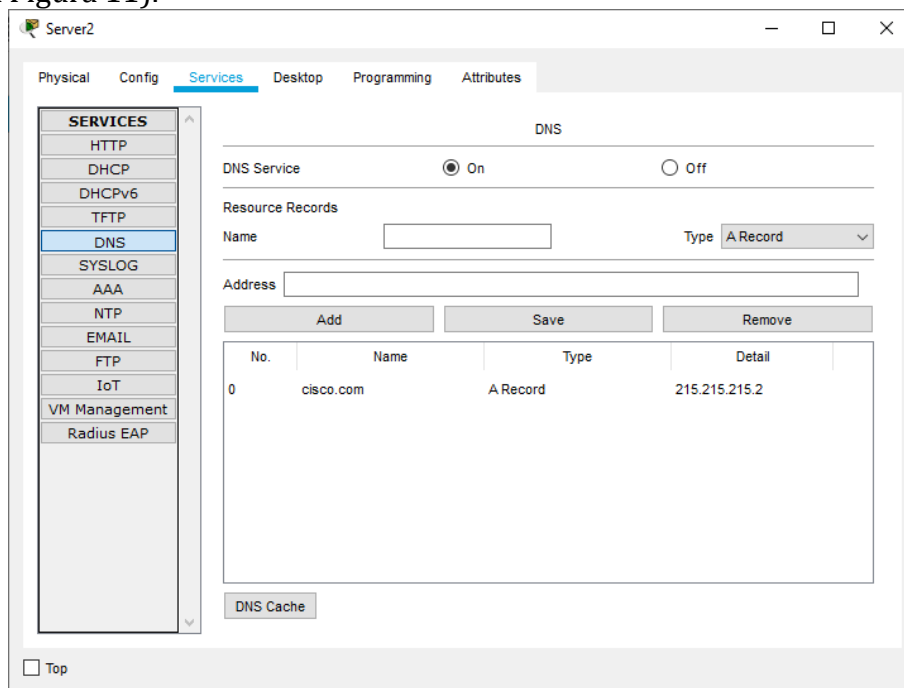 Figura 11).
Server2
Physical Config Services Desktop Programming Attributes
SERVICES
HTTP
DHCP
DHCPv6
TFTP
DNS
SYSLOG
AAA
NTP
EMAIL
FTP
IoT
VM Management
Radius EAP
DNS
DNS Service On Off
Resource Records
Name Type A Record
Address
Add Save Remove
No. Name Type Detail
0 cisco.com A Record 215.215.215.2
DNS Cache
Top